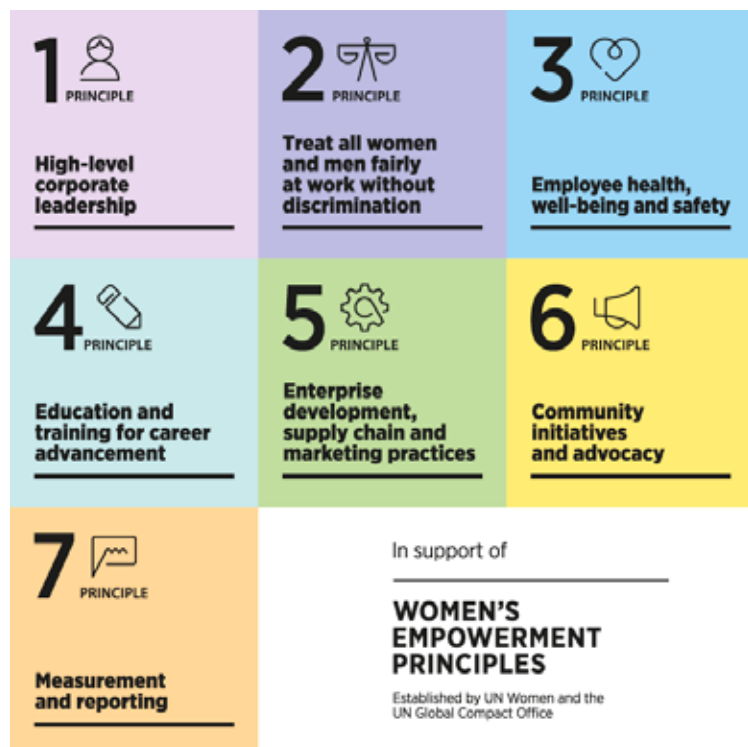 1 PRINCIPLE
High-level
corporate
leadership
2 PRINCIPLE
Treat all women
and men fairly
at work without
discrimination
3 PRINCIPLE
Employee health,
well-being and safety
4 PRINCIPLE
Education and
training for career
advancement
5 PRINCIPLE
Enterprise
development,
supply chain and
marketing practices
6 PRINCIPLE
Community
initiatives
and advocacy
7 PRINCIPLE
Measurement
and reporting
In support of
WOMEN'S
EMPOWERMENT
PRINCIPLES
Established by UN Women and the
UN Global Compact Office